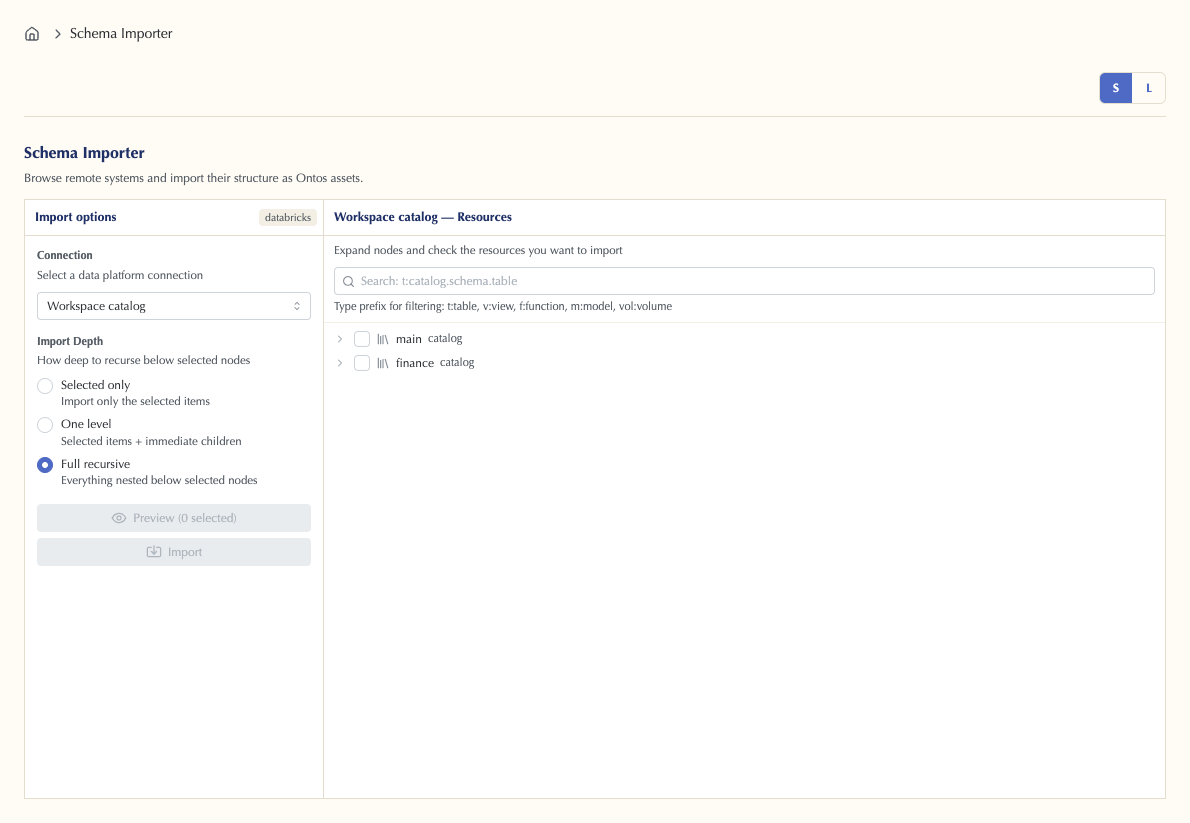 Schema Importer
S L
Schema Importer
Browse remote systems and import their structure as Ontos assets.
Import options databricks
Connection
Select a data platform connection
Workspace catalog
Import Depth
How deep to recurse below selected nodes
Selected only
Import only the selected items
One level
Selected items + immediate children
Full recursive
Everything nested below selected nodes
Preview (0 selected)
Import
Workspace catalog — Resources
Expand nodes and check the resources you want to import
Search: t:catalog.schema.table
Type prefix for filtering: t:table, v:view, f:function, m:model, vol:volume
main catalog
finance catalog